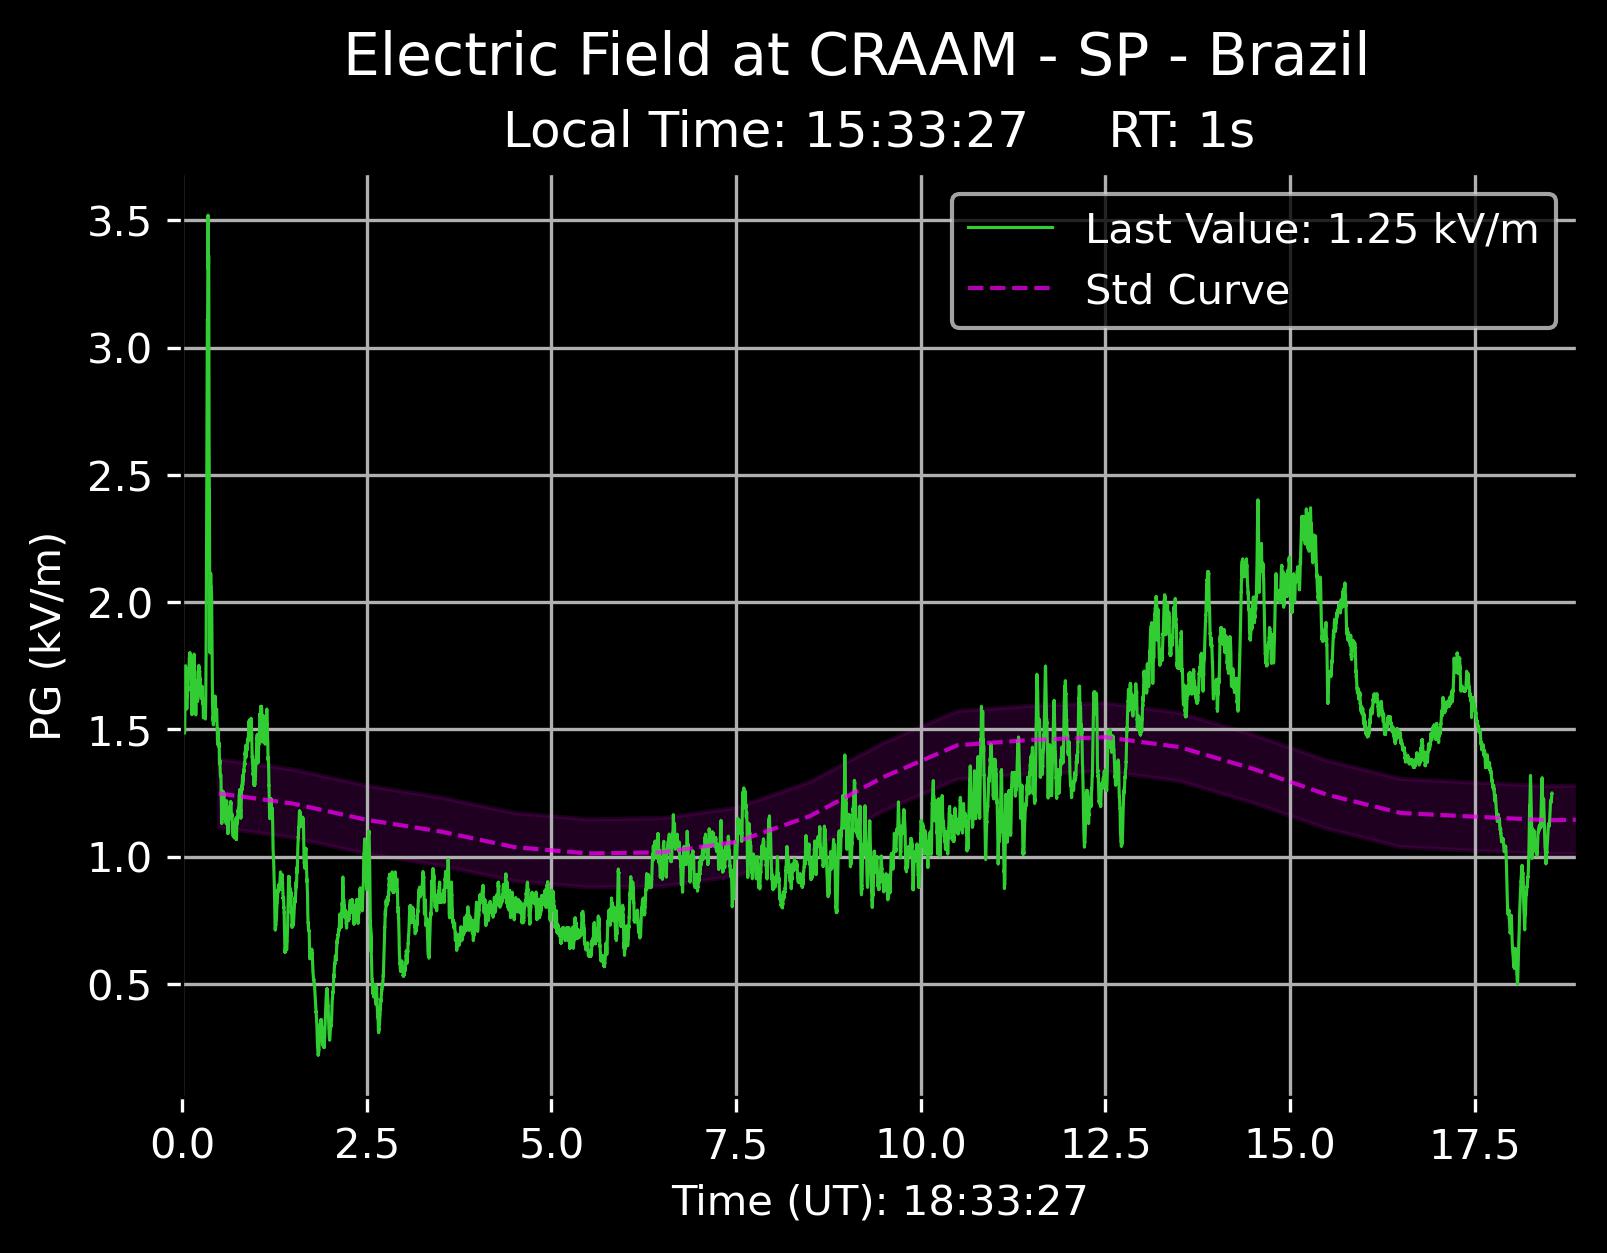 Electric Field at CRAAM - SP - Brazil
Local Time: 15:33:27 RT: 1s
Last Value: 1.25 kV/m
Std Curve
PG (kV/m)
3.5
3.0
2.5
2.0
1.5
1.0
0.5
0.0 2.5 5.0 7.5 10.0 12.5 15.0 17.5
Time (UT): 18:33:27